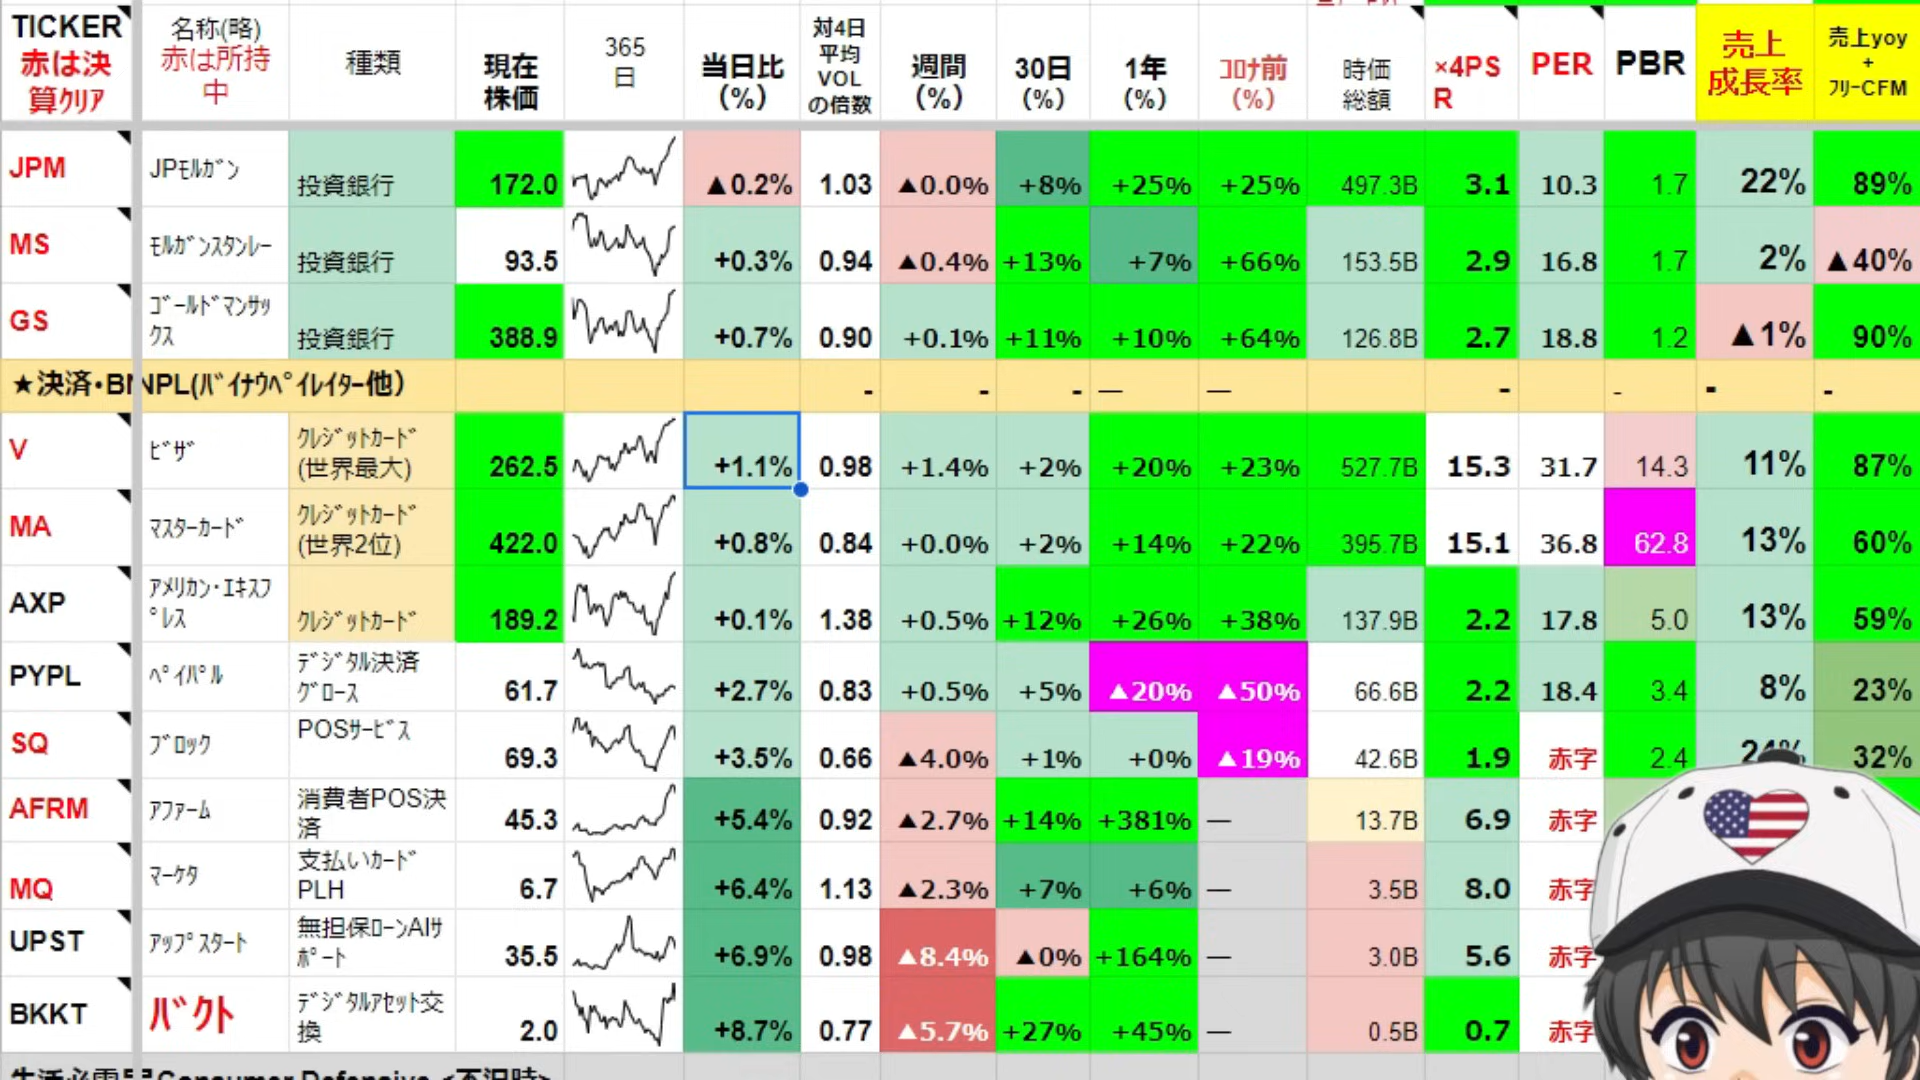 TICKER 名称(略) 種類 現在 365 当日比 対4日 週間 30日 1年 ｺﾛﾅ前 時価 ×4PS PER PBR 売上 売上yoy
赤は決 赤は所持 株価 日 (%) 平均 (%) (%) (%) (%) 総額 R 成長率 +
算ｸﾘｱ 中 VOL ﾌﾘｰCFM
の倍数
JPM JPﾓﾙｶﾞﾝ 投資銀行 172.0 ▲0.2% 1.03 ▲0.0% +8% +25% +25% 497.3B 3.1 10.3 1.7 22% 89%
MS ﾓﾙｶﾞﾝｽﾀﾝﾚｰ 投資銀行 93.5 +0.3% 0.94 ▲0.4% +13% +7% +66% 153.5B 2.9 16.8 1.7 2% ▲40%
GS ｺﾞｰﾙﾄﾞﾏﾝｻｯ
ｸｽ 投資銀行 388.9 +0.7% 0.90 +0.1% +11% +10% +64% 126.8B 2.7 18.8 1.2 ▲1% 90%
★決済･BNNPL(ﾊﾞｲﾅｳﾍﾟｲﾚｲﾀｰ他) - - - — — - - - -
V ﾋﾞｻﾞ ｸﾚｼﾞｯﾄｶｰﾄﾞ
(世界最大) 262.5 +1.1% 0.98 +1.4% +2% +20% +23% 527.7B 15.3 31.7 14.3 11% 87%
MA ﾏｽﾀｰｶｰﾄﾞ ｸﾚｼﾞｯﾄｶｰﾄﾞ
(世界2位) 422.0 +0.8% 0.84 +0.0% +2% +14% +22% 395.7B 15.1 36.8 62.8 13% 60%
AXP ｱﾒﾘｶﾝ･ｴｷｽﾌ
ﾟﾚｽ ｸﾚｼﾞｯﾄｶｰﾄﾞ 189.2 +0.1% 1.38 +0.5% +12% +26% +38% 137.9B 2.2 17.8 5.0 13% 59%
PYPL ﾍﾟｲﾊﾟﾙ ﾃﾞｼﾞﾀﾙ決済
ｸﾞﾛｰｽ 61.7 +2.7% 0.83 +0.5% +5% ▲20% ▲50% 66.6B 2.2 18.4 3.4 8% 23%
SQ ﾌﾞﾛｯｸ POSｻｰﾋﾞｽ 69.3 +3.5% 0.66 ▲4.0% +1% +0% ▲19% 42.6B 1.9 赤字 2.4 24% 32%
AFRM ｱﾌｧｰﾑ 消費者POS決
済 45.3 +5.4% 0.92 ▲2.7% +14% +381% — 13.7B 6.9 赤字
MQ ﾏｰｹﾀ 支払いｶｰﾄﾞ
PLH 6.7 +6.4% 1.13 ▲2.3% +7% +6% — 3.5B 8.0 赤字
UPST ｱｯﾌﾟｽﾀｰﾄ 無担保ﾛｰﾝAIｻ
ﾎﾟｰﾄ 35.5 +6.9% 0.98 ▲8.4% ▲0% +164% — 3.0B 5.6 赤字
BKKT ﾊﾞｸﾄ ﾃﾞｼﾞﾀﾙｱｾｯﾄ交
換 2.0 +8.7% 0.77 ▲5.7% +27% +45% — 0.5B 0.7 赤字
Consumer Defensive